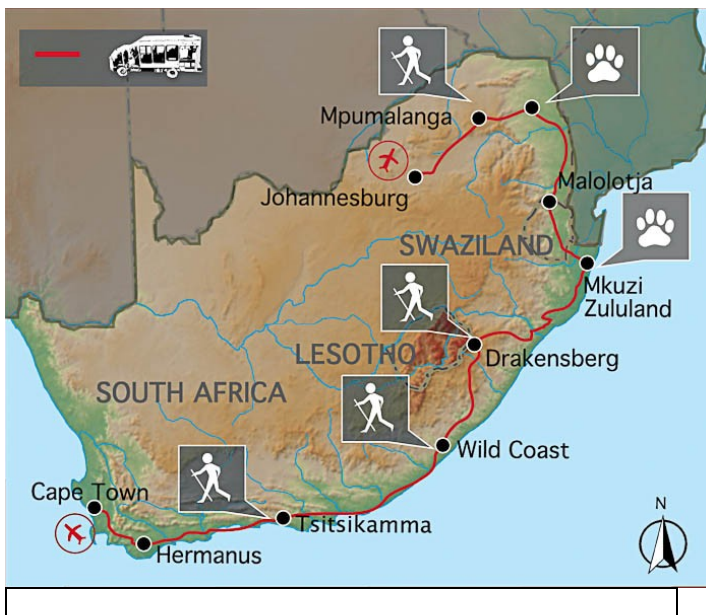 Mpumalanga
Johannesburg
Malolotja
SWAZILAND
Mkuzi
Zululand
LESOTHO
Drakensberg
SOUTH AFRICA
Wild Coast
Cape Town
Tsitsikamma
Hermanus
N